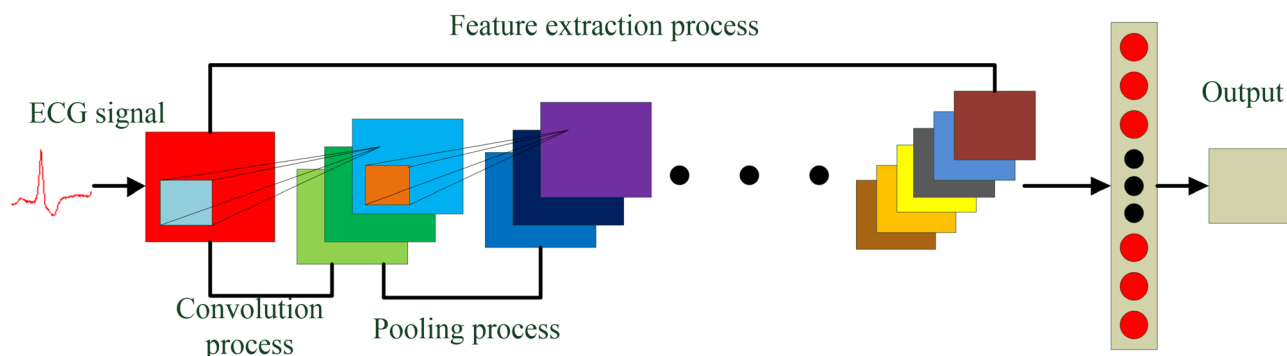 Feature extraction process
ECG signal
Output
Convolution
process
Pooling process